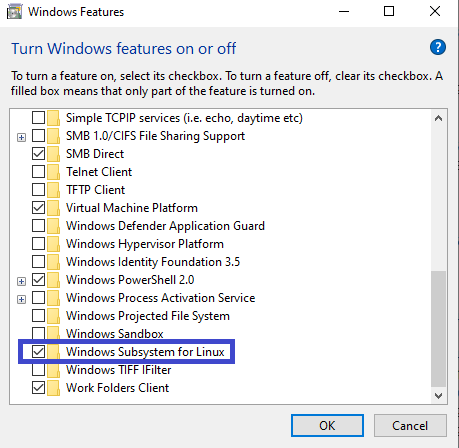 Windows Features
Turn Windows features on or off
?
To turn a feature on, select its checkbox. To turn a feature off, clear its checkbox. A
filled box means that only part of the feature is turned on.
Simple TCPIP services (i.e. echo, daytime etc)
SMB 1.0/CIFS File Sharing Support
SMB Direct
Telnet Client
TFTP Client
Virtual Machine Platform
Windows Defender Application Guard
Windows Hypervisor Platform
Windows Identity Foundation 3.5
Windows PowerShell 2.0
Windows Process Activation Service
Windows Projected File System
Windows Sandbox
Windows Subsystem for Linux
Windows TIFF IFilter
Work Folders Client
OK
Cancel